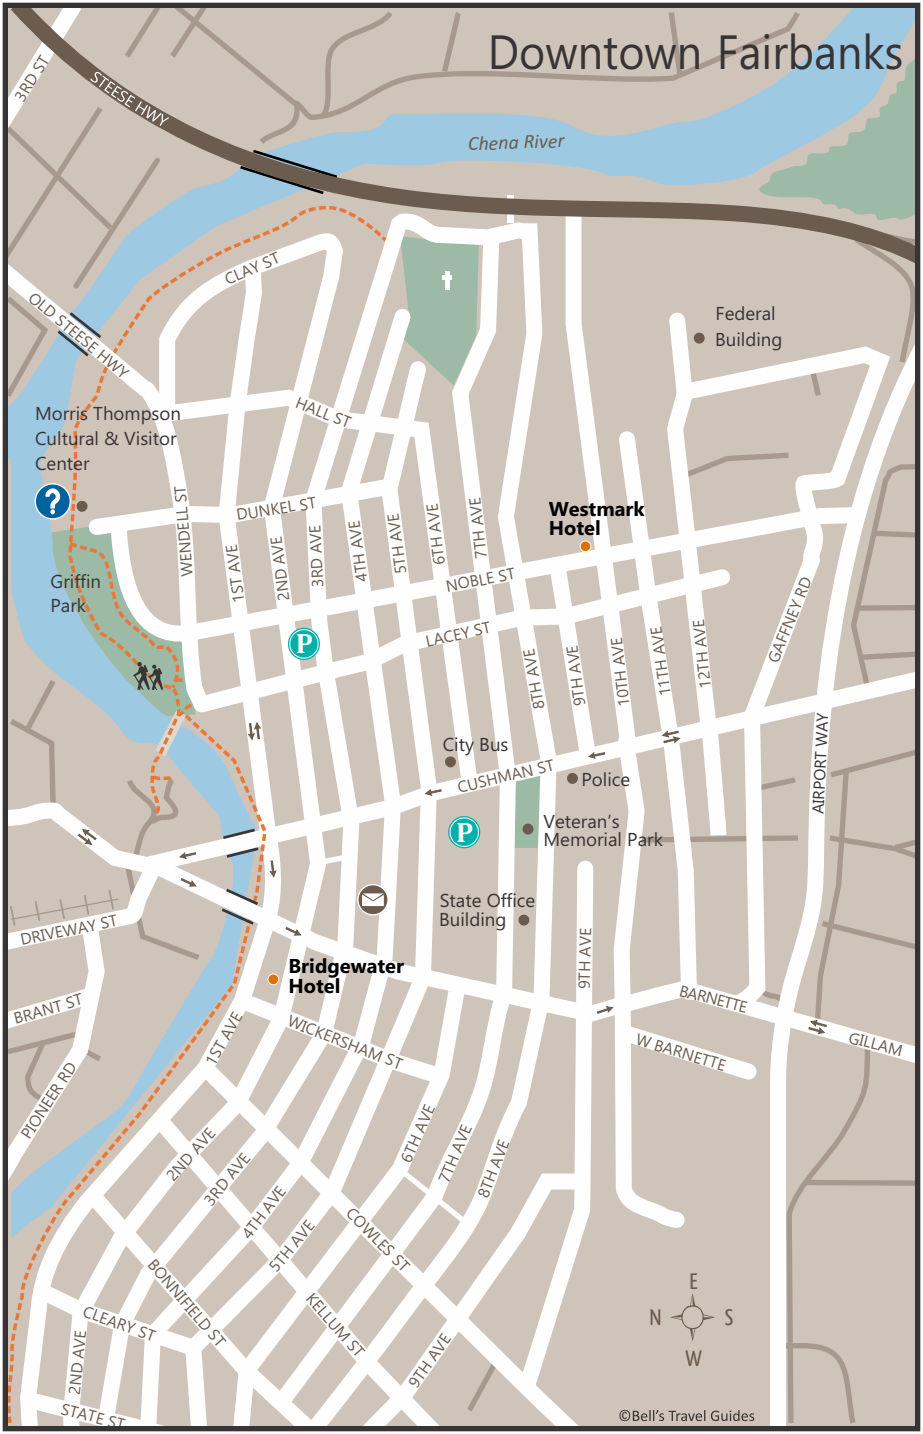 Downtown Fairbanks
3RD ST
STEESE HWY
Chena River
CLAY ST
OLD STEESE HWY
Federal
Building
Morris Thompson
Cultural & Visitor
Center
HALL ST
?
DUNKEL ST
WENDELL ST
1ST AVE
2ND AVE
3RD AVE
4TH AVE
5TH AVE
6TH AVE
7TH AVE
Westmark
Hotel
Griffin
Park
NOBLE ST
P
LACEY ST
8TH AVE
9TH AVE
10TH AVE
11TH AVE
12TH AVE
GAFFNEY RD
AIRPORT WAY
City Bus
CUSHMAN ST
Police
P
Veteran's
Memorial Park
State Office
Building
DRIVEWAY ST
9TH AVE
Bridgewater
Hotel
BRANT ST
BARNETTE
GILLAM
1ST AVE
WICKERSHAM ST
W BARNETTE
PIONEER RD
2ND AVE
3RD AVE
4TH AVE
5TH AVE
6TH AVE
7TH AVE
8TH AVE
COWLES ST
BONNIFIELD ST
KELLUM ST
CLEARY ST
2ND AVE
9TH AVE
STATE ST
E
N S
W
©Bell's Travel Guides